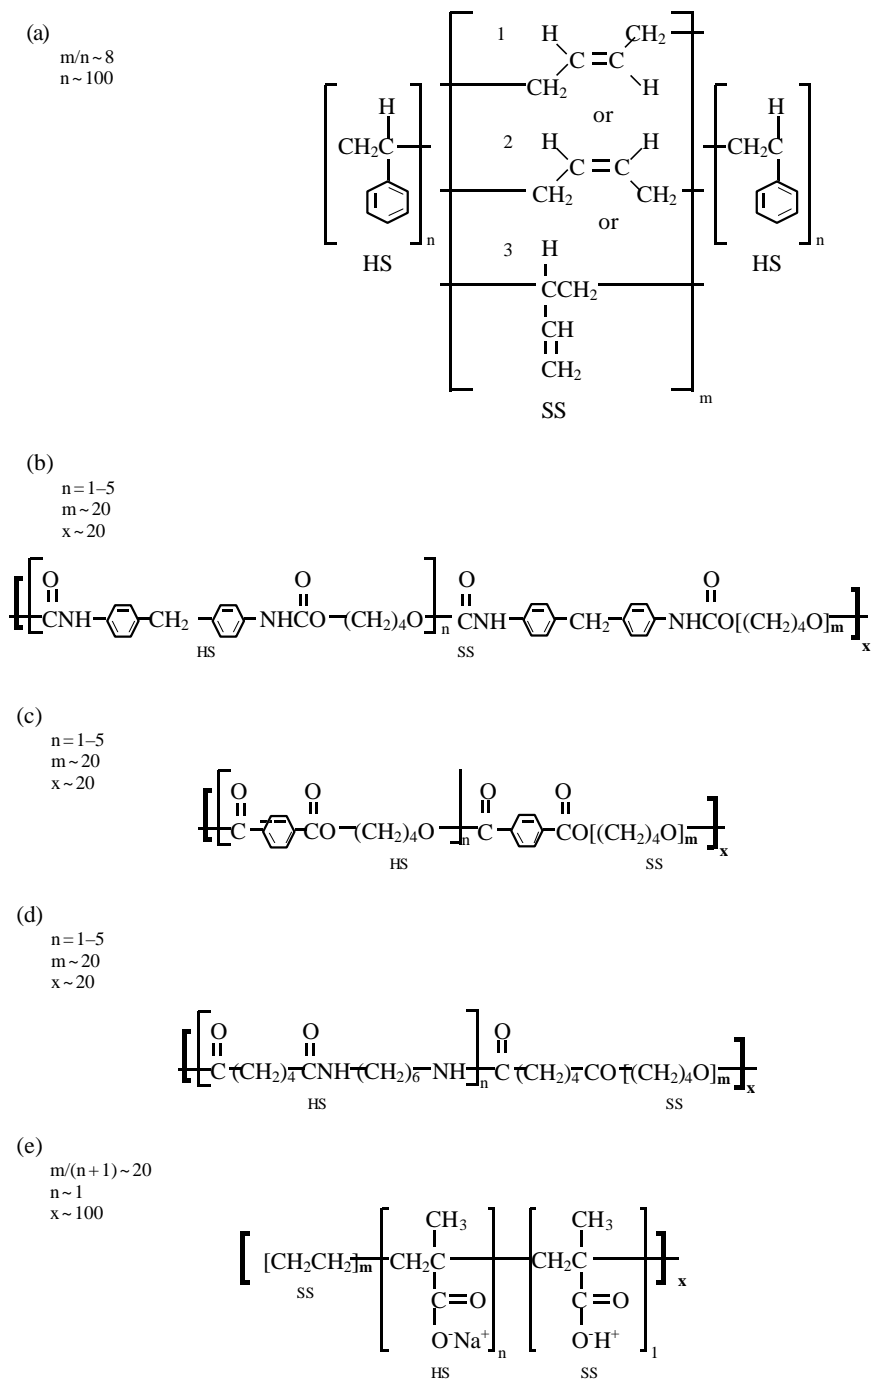 (a)
m/n ~ 8
n ~ 100
1 H CH2
C=C
CH2 H
or
H
CH2C
n
HS
2 H H
C=C
CH2 CH2
or
3 H
CCH2
CH
CH2
m
SS
H
CH2C
n
HS
(b)
n = 1–5
m ~ 20
x ~ 20
O O O O
CNH CH2 NHCO (CH2)4O n CNH CH2 NHCO[(CH2)4O]m x
HS SS
(c)
n = 1–5
m ~ 20
x ~ 20
O O O O
C CO (CH2)4O n C CO[(CH2)4O]m x
HS SS
(d)
n = 1–5
m ~ 20
x ~ 20
O O O
C (CH2)4 CNH (CH2)6 NH n C (CH2)4 CO [(CH2)4O]m x
HS SS
(e)
m/(n + 1) ~ 20
n ~ 1
x ~ 100
CH3 CH3
[CH2CH2]m CH2C CH2C x
SS
C=O C=O
O-Na+ n O-H+ l
HS SS